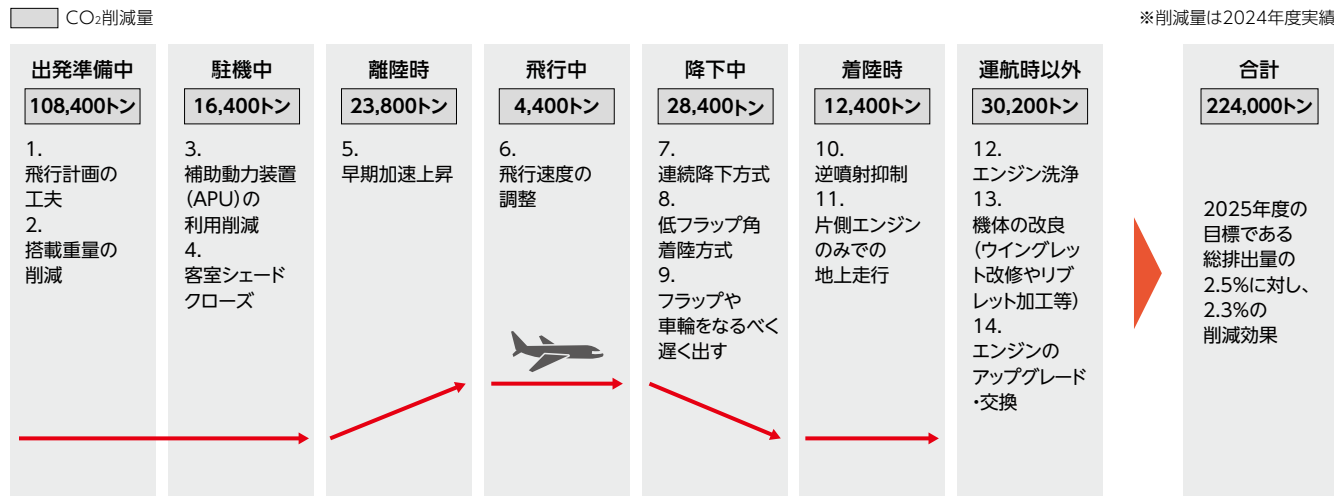 CO₂削減量
※削減量は2024年度実績
出発準備中
108,400トン
1.
飛行計画の
工夫
2.
搭載重量の
削減
駐機中
16,400トン
3.
補助動力装置
(APU)の
利用削減
4.
客室シェード
クローズ
離陸時
23,800トン
5.
早期加速上昇
飛行中
4,400トン
6.
飛行速度の
調整
降下中
28,400トン
7.
連続降下方式
8.
低フラップ角
着陸方式
9.
フラップや
車輪をなるべく
遅く出す
着陸時
12,400トン
10.
逆噴射抑制
11.
片側エンジン
のみでの
地上走行
運航時以外
30,200トン
12.
エンジン洗浄
13.
機体の改良
(ウイングレッ
ト改修やリブ
レット加工等)
14.
エンジンの
アップグレード
・交換
合計
224,000トン
2025年度の
目標である
総排出量の
2.5%に対し、
2.3%の
削減効果